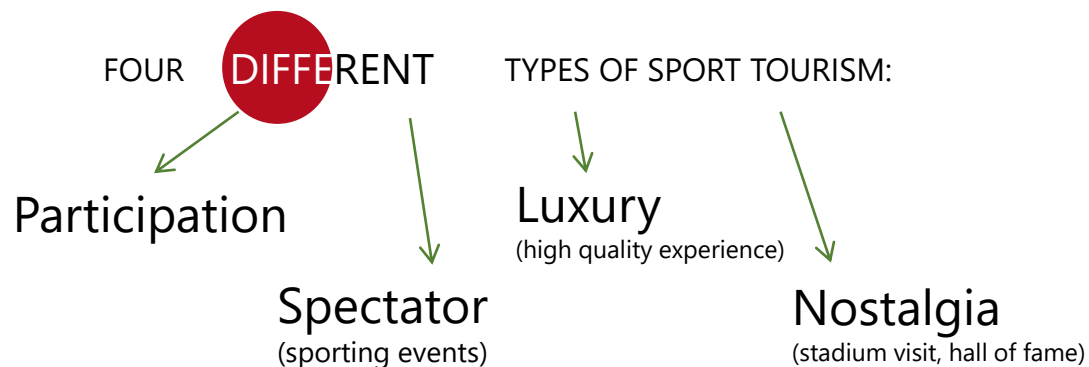 FOUR DIFFERENT TYPES OF SPORT TOURISM:
Participation
Luxury
(high quality experience)
Spectator
(sporting events)
Nostalgia
(stadium visit, hall of fame)